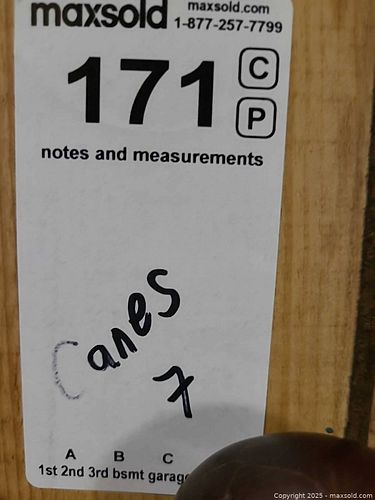 maxsold maxsold.com
1-877-257-7799
171 C
P
notes and measurements
Canes
7
A B C
1st 2nd 3rd bsmt garag
Copyright © 2025 - maxsold.com